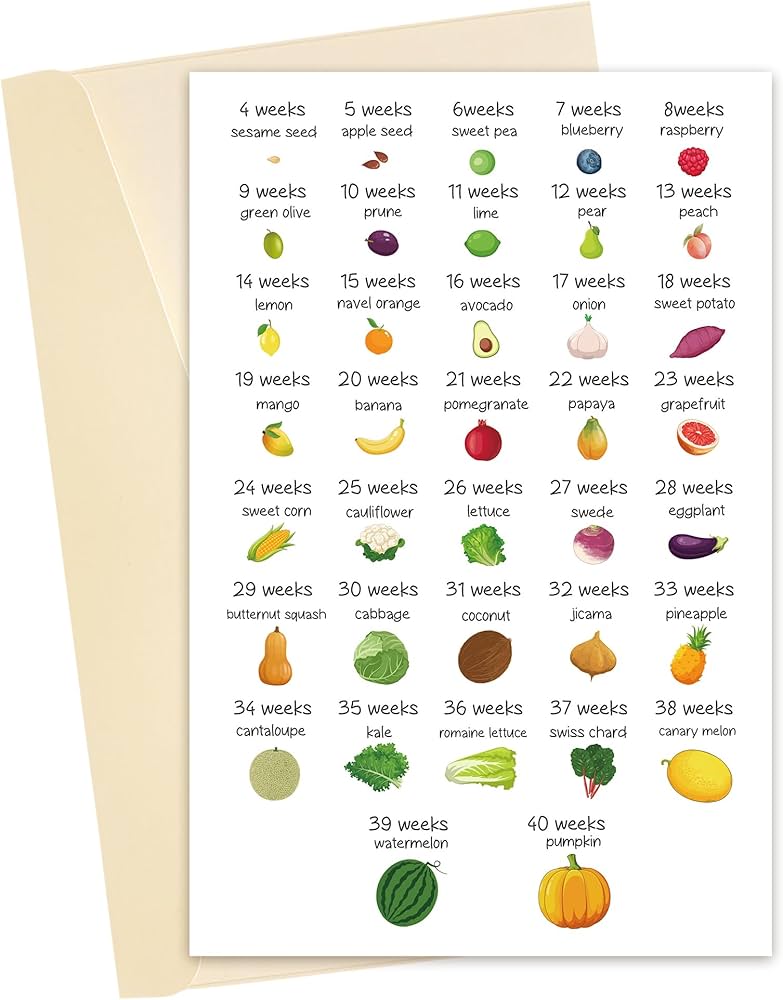 4 weeks 5 weeks 6weeks 7 weeks 8weeks
sesame seed apple seed sweet pea blueberry raspberry
9 weeks 10 weeks 11 weeks 12 weeks 13 weeks
green olive prune lime pear peach
14 weeks 15 weeks 16 weeks 17 weeks 18 weeks
lemon navel orange avocado onion sweet potato
19 weeks 20 weeks 21 weeks 22 weeks 23 weeks
mango banana pomegranate papaya grapefruit
24 weeks 25 weeks 26 weeks 27 weeks 28 weeks
sweet corn cauliflower lettuce swede eggplant
29 weeks 30 weeks 31 weeks 32 weeks 33 weeks
butternut squash cabbage coconut jicama pineapple
34 weeks 35 weeks 36 weeks 37 weeks 38 weeks
cantaloupe kale romaine lettuce swiss chard canary melon
39 weeks 40 weeks
watermelon pumpkin